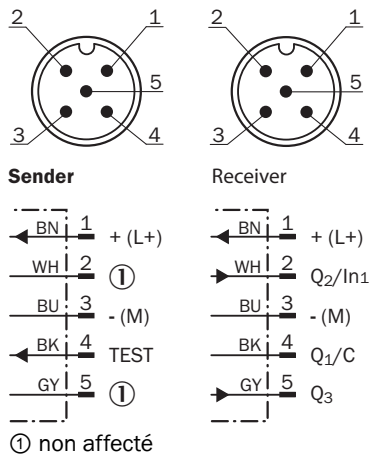 2 1 2 1
5 5
3 4 3 4
Sender Receiver
BN 1 + (L+) BN 1 + (L+)
WH 2 ① WH 2 Q2/In1
BU 3 - (M) BU 3 - (M)
BK 4 TEST BK 4 Q1/C
GY 5 ① GY 5 Q3
① non affecté